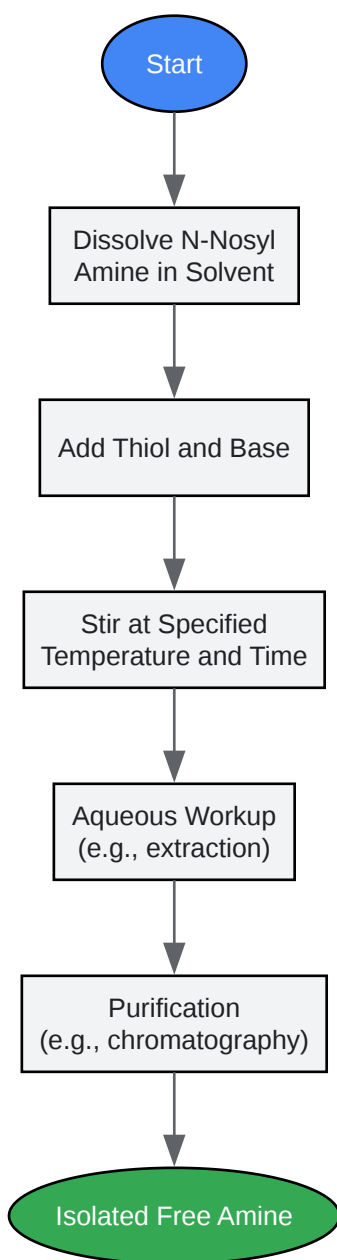 Start
Dissolve N-Nosyl
Amine in Solvent
Add Thiol and Base
Stir at Specified
Temperature and Time
Aqueous Workup
(e.g., extraction)
Purification
(e.g., chromatography)
Isolated Free Amine